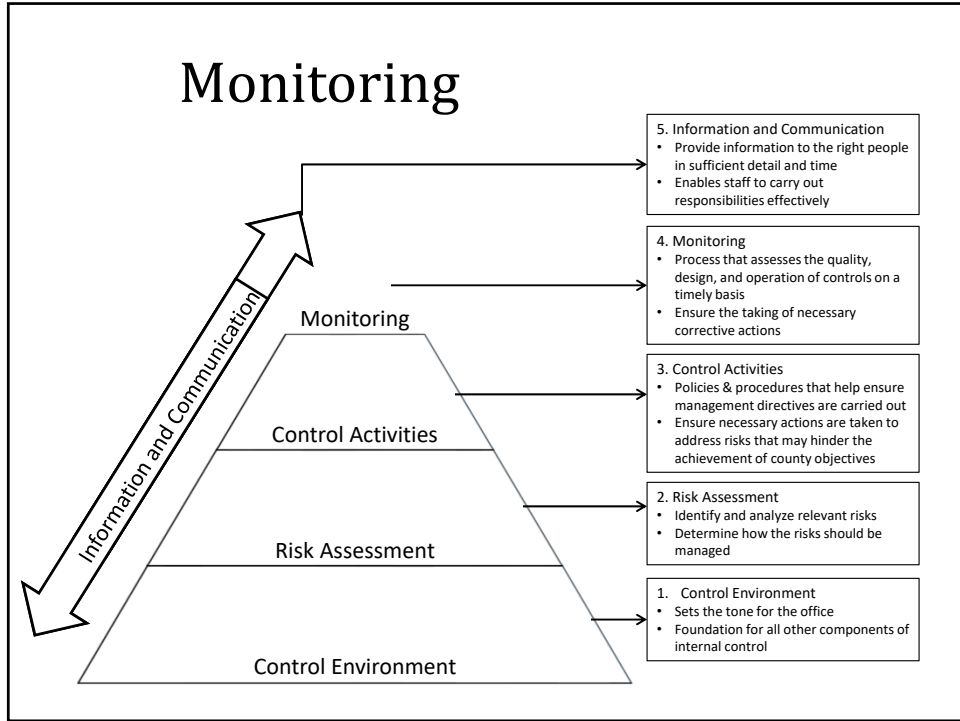 Monitoring
5. Information and Communication
• Provide information to the right people
in sufficient detail and time
• Enables staff to carry out
responsibilities effectively
4. Monitoring
• Process that assesses the quality,
design, and operation of controls on a
timely basis
• Ensure the taking of necessary
corrective actions
3. Control Activities
• Policies & procedures that help ensure
management directives are carried out
• Ensure necessary actions are taken to
address risks that may hinder the
achievement of county objectives
2. Risk Assessment
• Identify and analyze relevant risks
• Determine how the risks should be
managed
1. Control Environment
• Sets the tone for the office
• Foundation for all other components of
internal control
Information and Communication
Monitoring
Control Activities
Risk Assessment
Control Environment